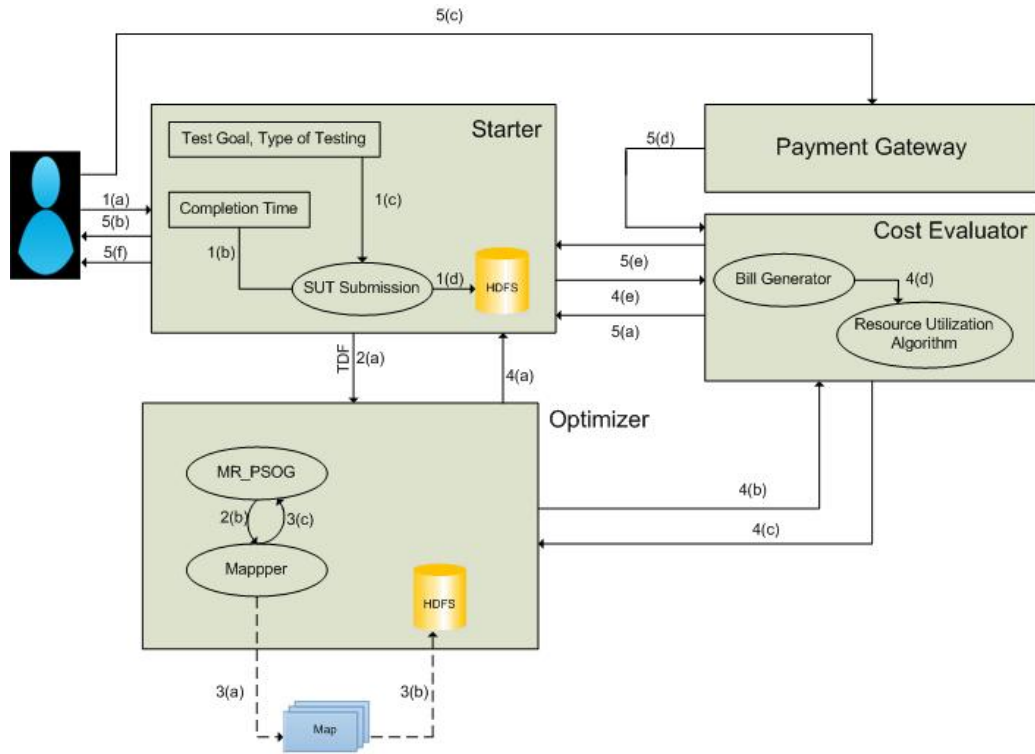 5(c)
Starter
Test Goal, Type of Testing
Payment Gateway
5(d)
1(a)
Completion Time
1(c)
5(b)
Cost Evaluator
1(b)
5(f)
5(e)
SUT Submission
1(d)
HDFS
Bill Generator
4(d)
4(e)
5(a)
Resource Utilization
Algorithm
TDF
2(a)
4(a)
Optimizer
MR_PSOG
4(b)
2(b)
3(c)
4(c)
Mappper
HDFS
3(a)
3(b)
Map